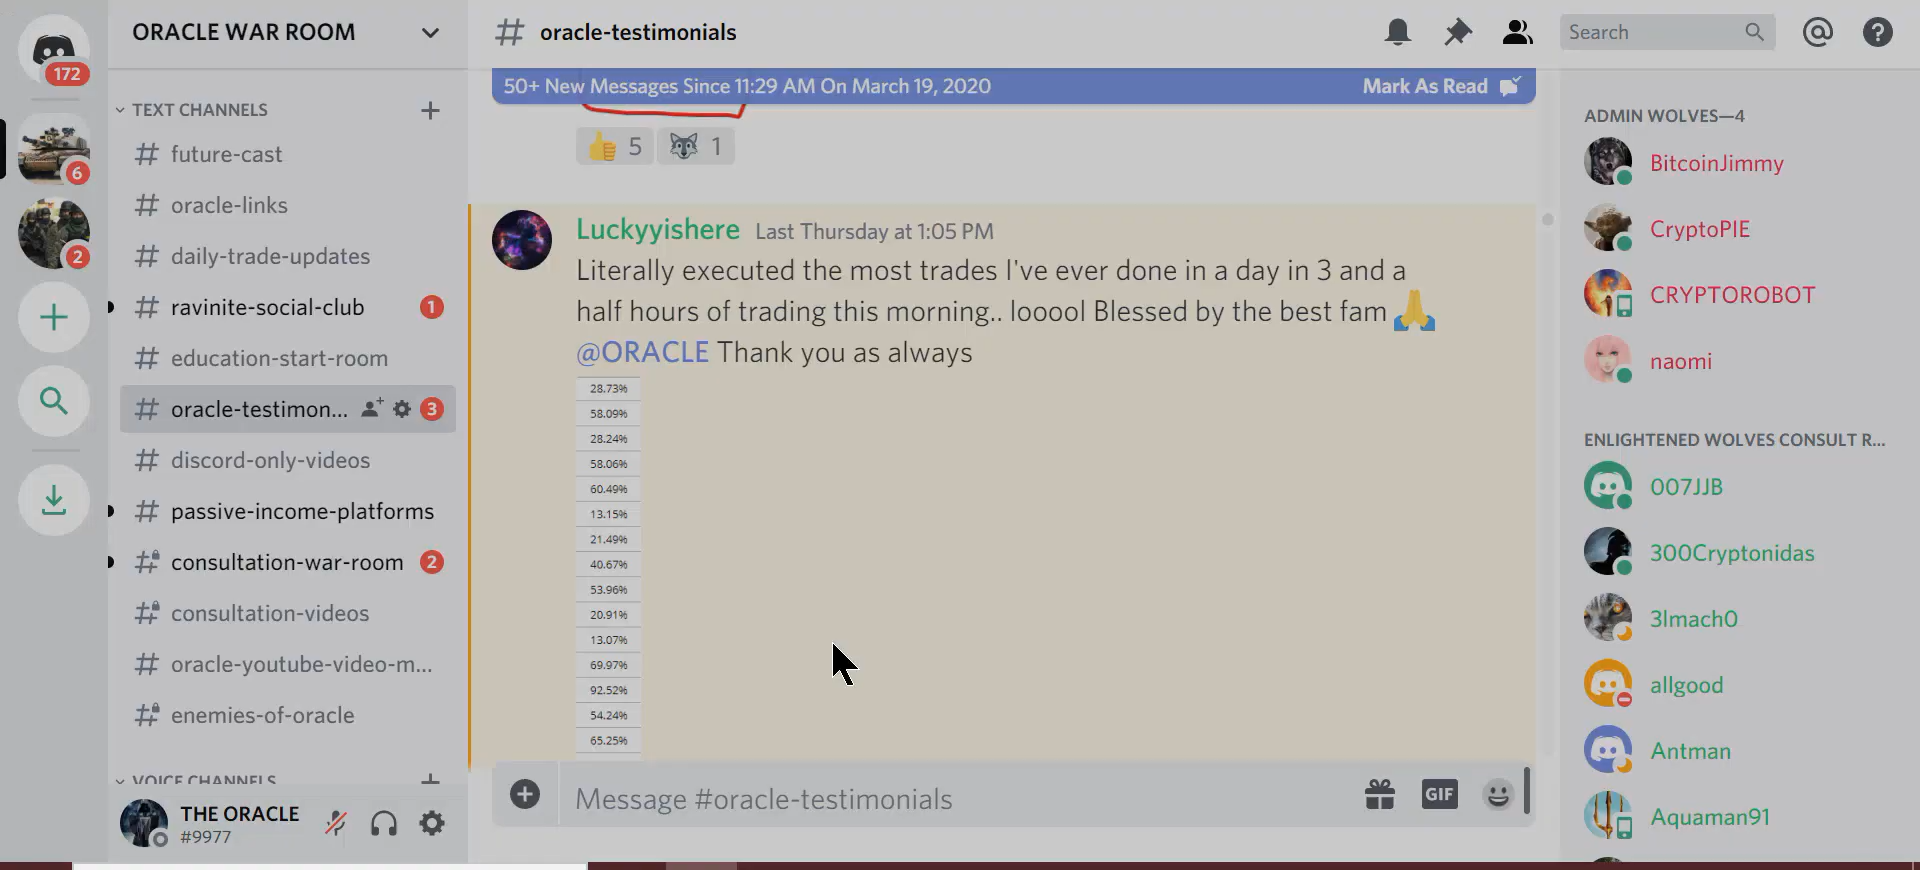 172
6
2
ORACLE WAR ROOM
TEXT CHANNELS
# future-cast
# oracle-links
# daily-trade-updates
# ravinite-social-club 1
# education-start-room
# oracle-testimon... 3
# discord-only-videos
# passive-income-platforms
# consultation-war-room 2
# consultation-videos
# oracle-youtube-video-m...
# enemies-of-oracle
VOICE CHANNELS
THE ORACLE
#9977
# oracle-testimonials
Search
50+ New Messages Since 11:29 AM On March 19, 2020 Mark As Read
5 1
Luckyyishere Last Thursday at 1:05 PM
Literally executed the most trades I've ever done in a day in 3 and a
half hours of trading this morning.. looool Blessed by the best fam 🙏
@ORACLE Thank you as always
28.73%
58.09%
28.24%
58.06%
60.49%
13.15%
21.49%
40.67%
53.96%
20.91%
13.07%
69.97%
92.52%
54.24%
65.25%
Message #oracle-testimonials
GIF
ADMIN WOLVES—4
BitcoinJimmy
CryptoPIE
CRYPTOROBOT
naomi
ENLIGHTENED WOLVES CONSULT R...
007JJB
300Cryptonidas
3lmach0
allgood
Antman
Aquaman91